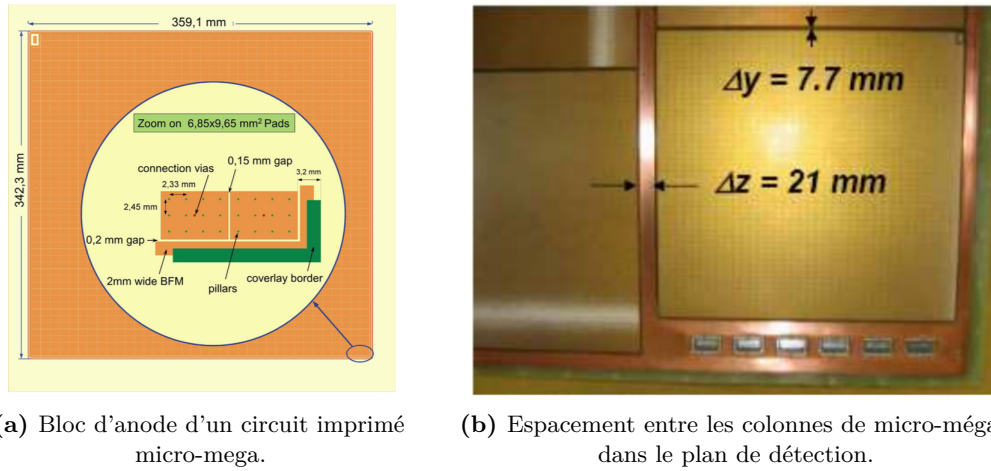 359,1 mm
342,3 mm
Zoom on 6,85x9,65 mm² Pads
connection vias
0,15 mm gap
3,2 mm
2,33 mm
2,45 mm
0,2 mm gap
2mm wide BFM
pillars
coverlay border
Δy = 7.7 mm
Δz = 21 mm
(a) Bloc d'anode d'un circuit imprimé
micro-mega.
(b) Espacement entre les colonnes de micro-méga
dans le plan de détection.